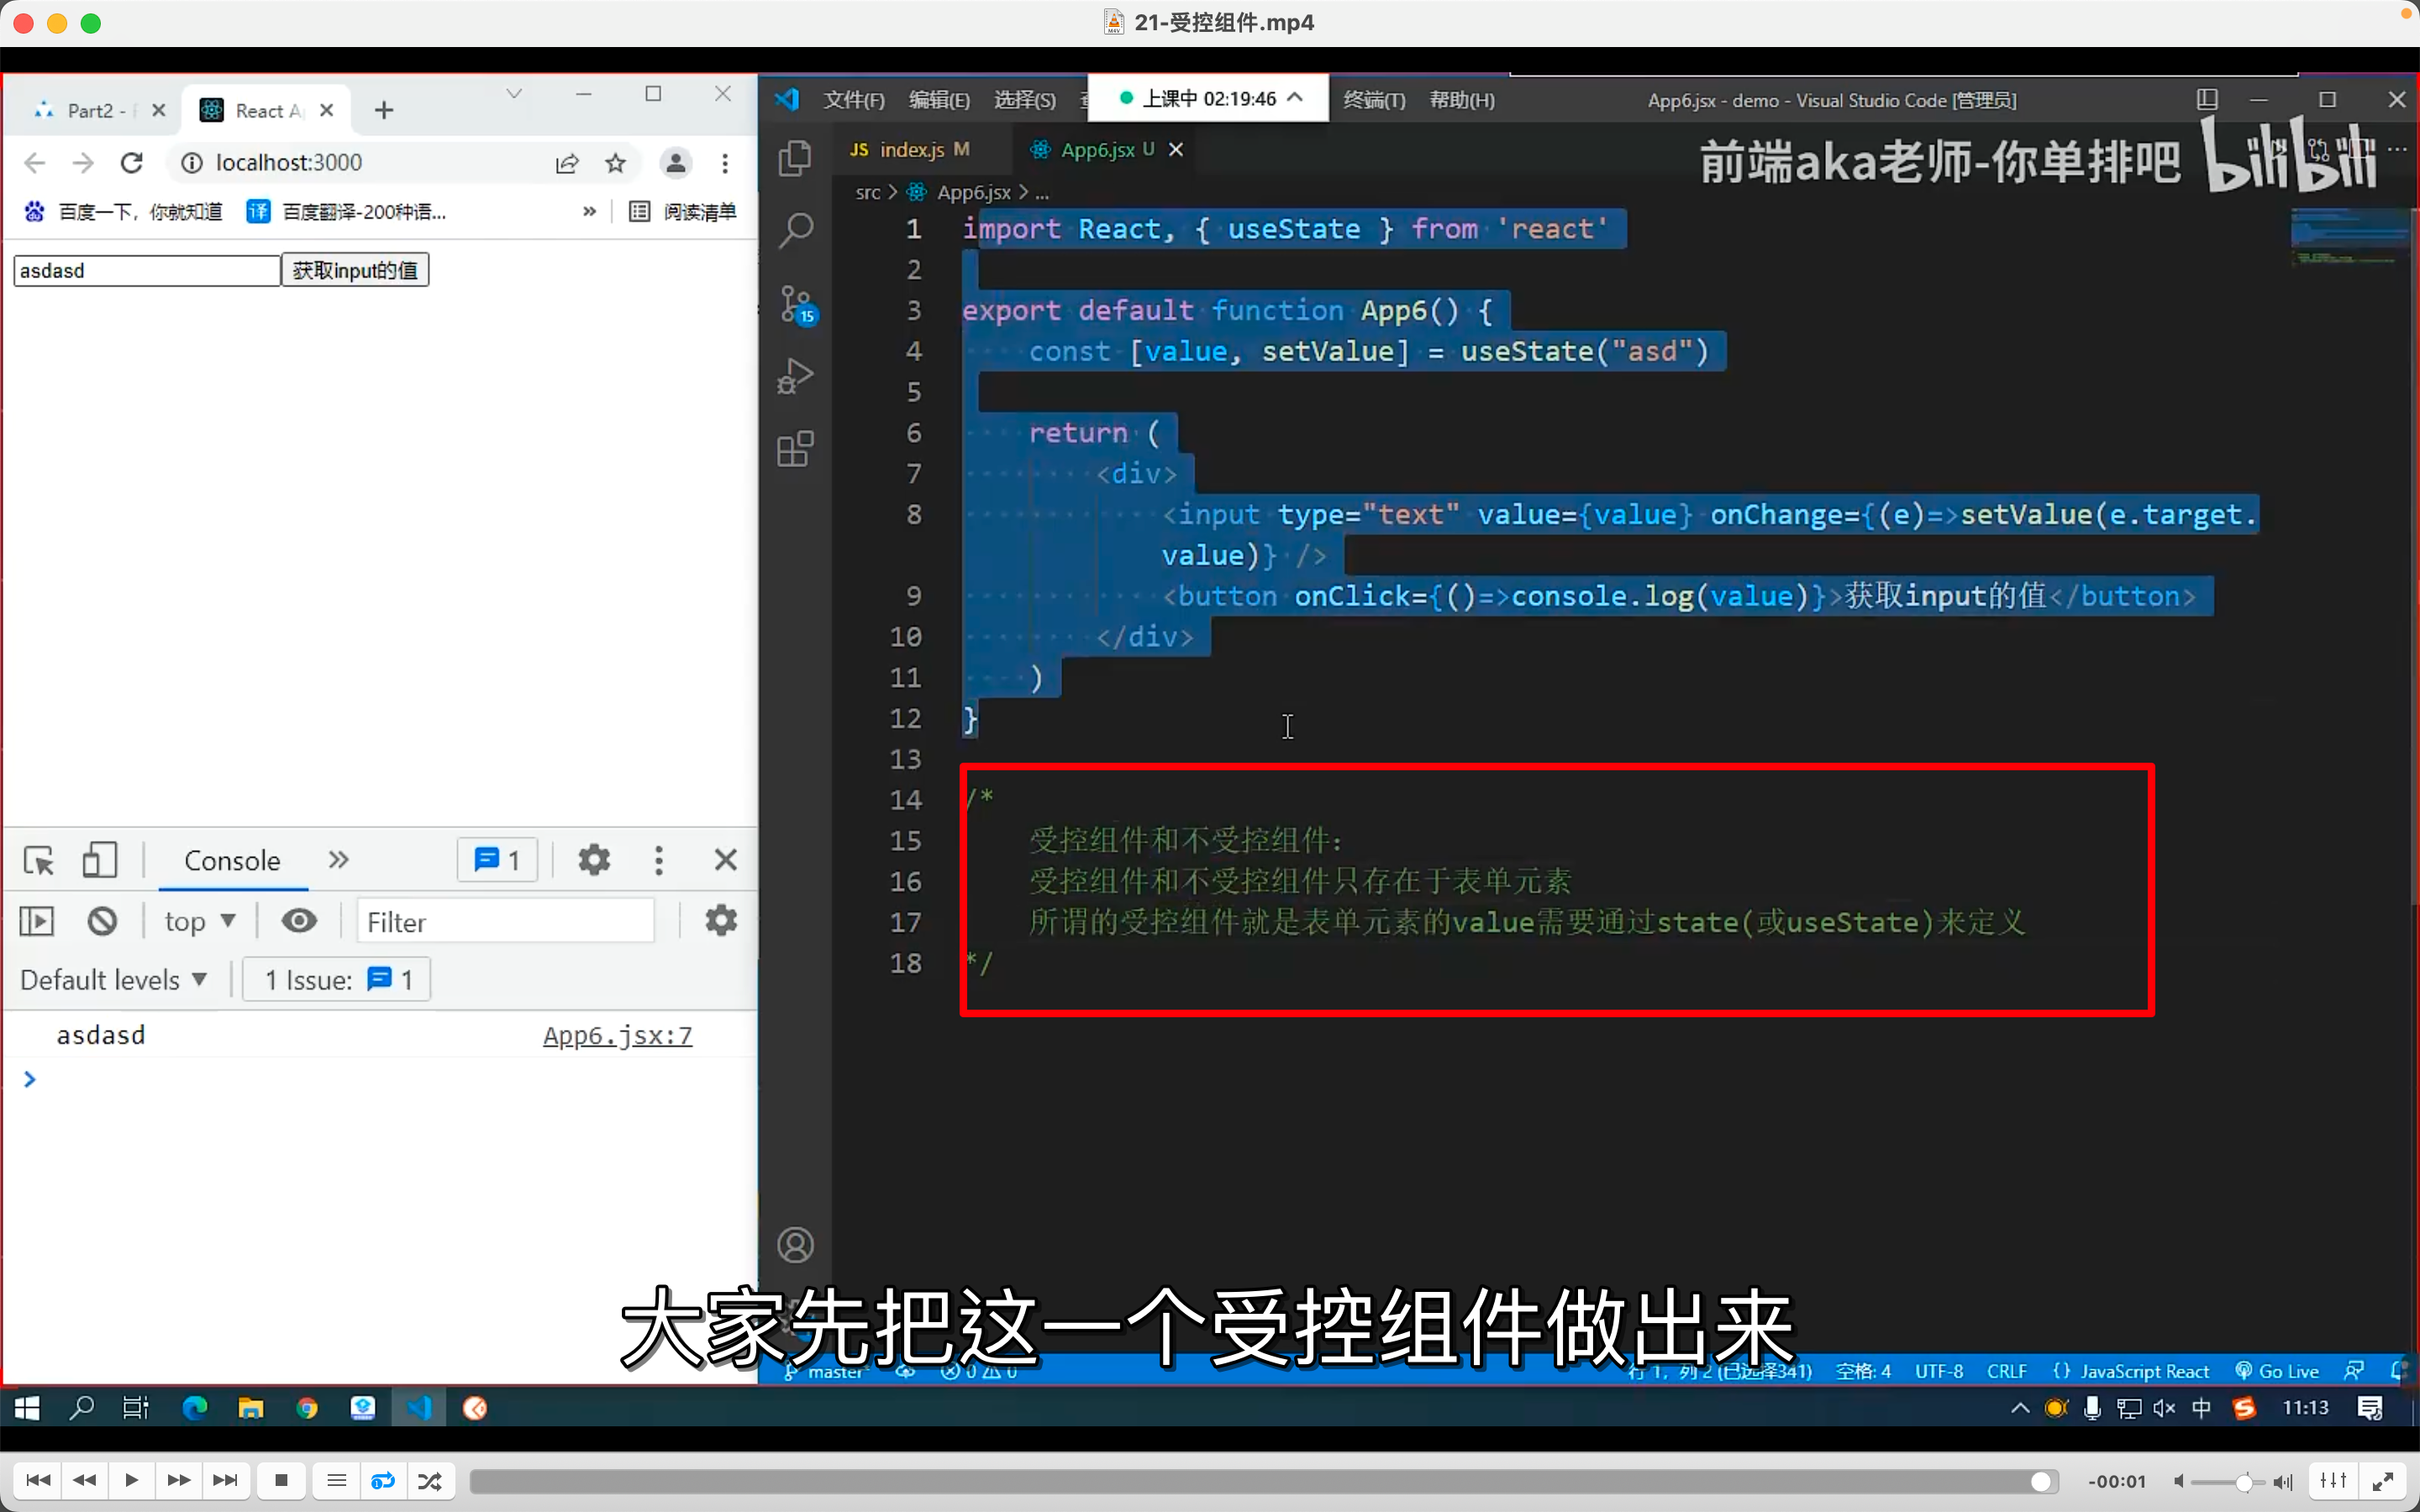 21-受控组件.mp4
Part2 -
React A
localhost:3000
百度一下，你就知道
译
百度翻译-200种语...
»
阅读清单
asdasd
获取input的值
Console
»
1
top
Filter
Default levels
1 Issue:
1
asdasd
App6.jsx:7
>
文件(F)
编辑(E)
选择(S)
上课中 02:19:46
终端(T)
帮助(H)
App6.jsx - demo - Visual Studio Code [管理员]
JS index.js M
App6.jsx U
前端aka老师-你单排吧
bilibili
src > App6.jsx > ...
15
1 import React, { useState } from 'react'
2
3 export default function App6() {
4 const [value, setValue] = useState("asd")
5
6 return (
7 <div>
8 <input type="text" value={value} onChange={(e)=>setValue(e.target.
value)} />
9 <button onClick={()=>console.log(value)}>获取input的值</button>
10 </div>
11 )
12 }
13
14 /*
15 受控组件和不受控组件：
16 受控组件和不受控组件只存在于表单元素
17 所谓的受控组件就是表单元素的value需要通过state(或useState)来定义
18 */
大家先把这一个受控组件做出来
master*
0
0
行 1，列 2 (已选择341)
空格: 4
UTF-8
CRLF
{} JavaScript React
Go Live
中
11:13
-00:01